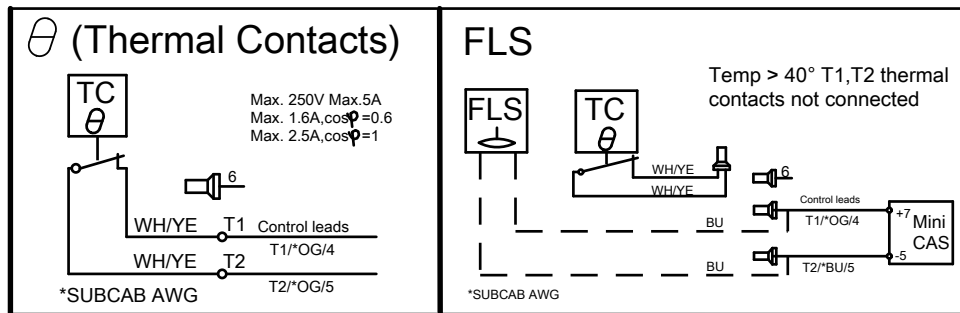 θ (Thermal Contacts)
TC
θ
Max. 250V Max.5A
Max. 1.6A,cosφ=0.6
Max. 2.5A,cosφ=1
6
WH/YE T1 Control leads
T1/*OG/4
WH/YE T2
T2/*OG/5
*SUBCAB AWG
FLS
Temp > 40° T1,T2 thermal
contacts not connected
FLS
TC
θ
WH/YE
WH/YE
6
Control leads
T1/*OG/4
BU
+7
Mini
CAS
-5
BU
T2/*BU/5
*SUBCAB AWG